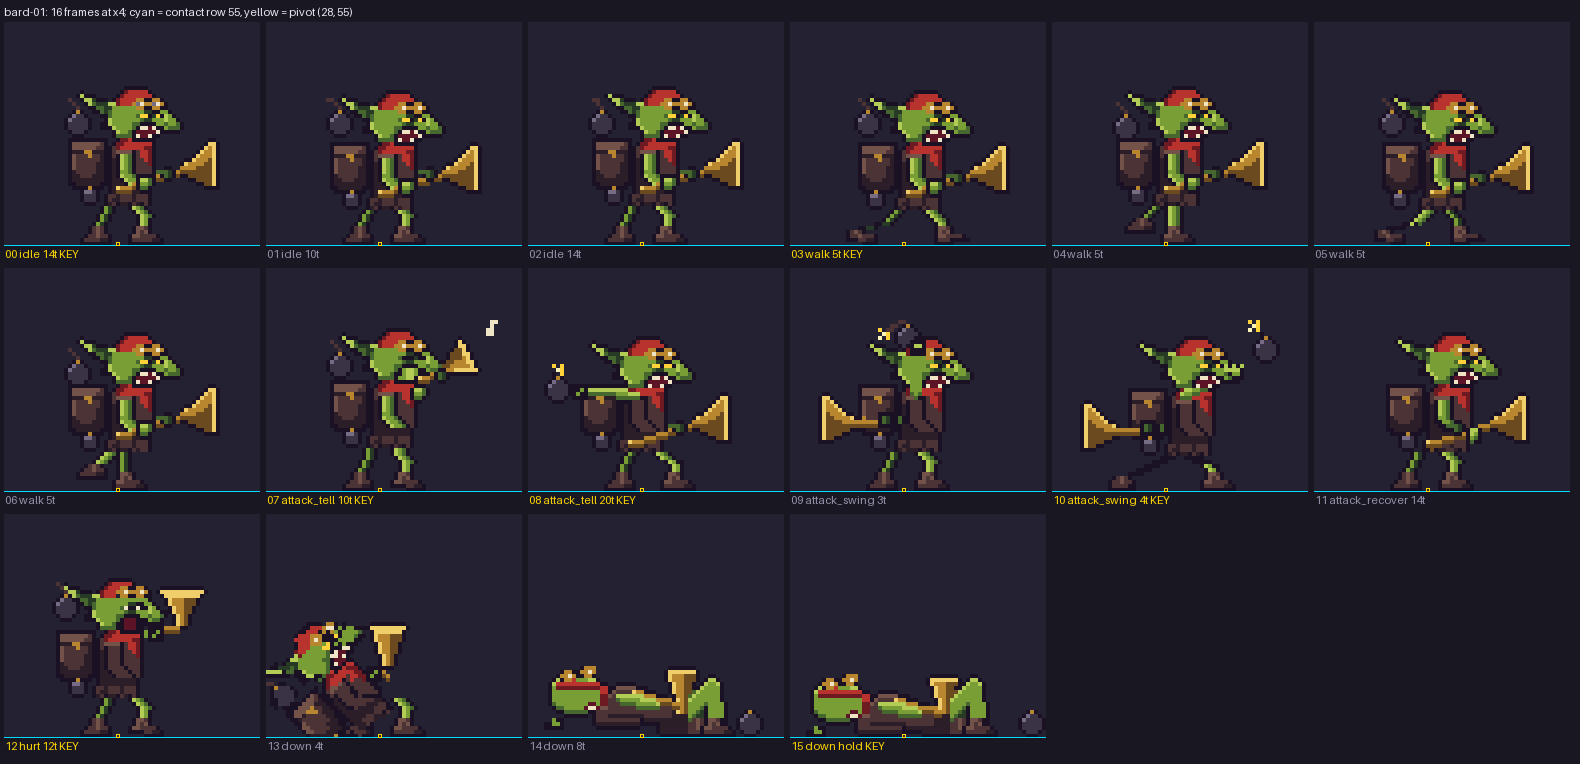 bard-01: 16 frames at x4; cyan = contact row 55, yellow = pivot (28, 55)
00 idle 14t KEY
01 idle 10t
02 idle 14t
03 walk 5t KEY
04 walk 5t
05 walk 5t
06 walk 5t
07 attack_tell 10t KEY
08 attack_tell 20t KEY
09 attack_swing 3t
10 attack_swing 4t KEY
11 attack_recover 14t
12 hurt 12t KEY
13 down 4t
14 down 8t
15 down hold KEY